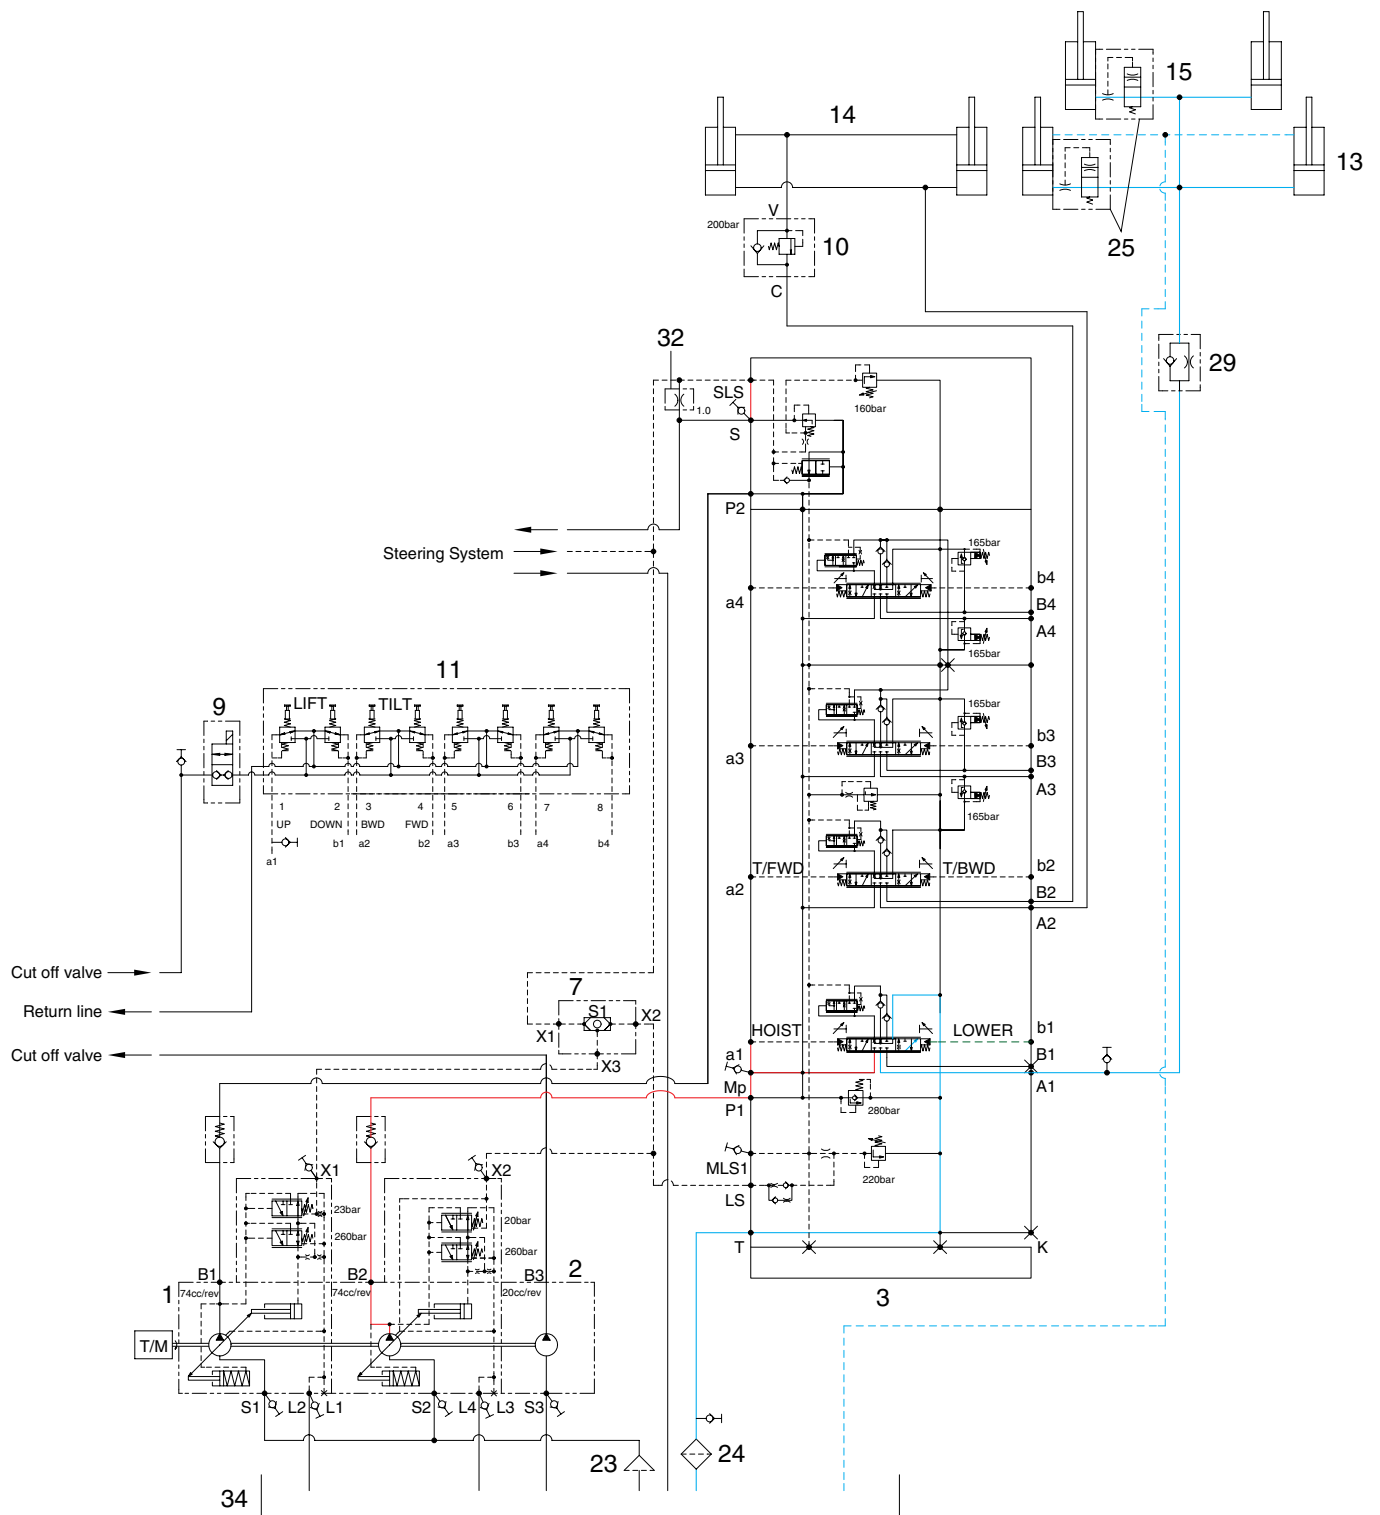 15
14
13
V
200bar
10
25
C
32
29
SLS
1.0
160bar
S
P2
Steering System
165bar
b4
a4
B4
A4
165bar
11
9
LIFT
TILT
165bar
b3
a3
B3
A3
165bar
1 2 3 4 5 6 7 8
UP DOWN BWD FWD
a1 b1 a2 b2 a3 b3 a4 b4
T/FWD
T/BWD
b2
a2
B2
A2
Cut off valve
7
Return line
S1
X2
X1
HOIST
LOWER
b1
Cut off valve
X3
a1
B1
Mp
A1
P1
280bar
MLS1
220bar
X1
X2
LS
23bar
20bar
260bar
260bar
T
K
B1
B2
B3
2
1
74cc/rev
74cc/rev
20cc/rev
3
T/M
S1 L2 L1 S2 L4 L3 S3
23
24
34